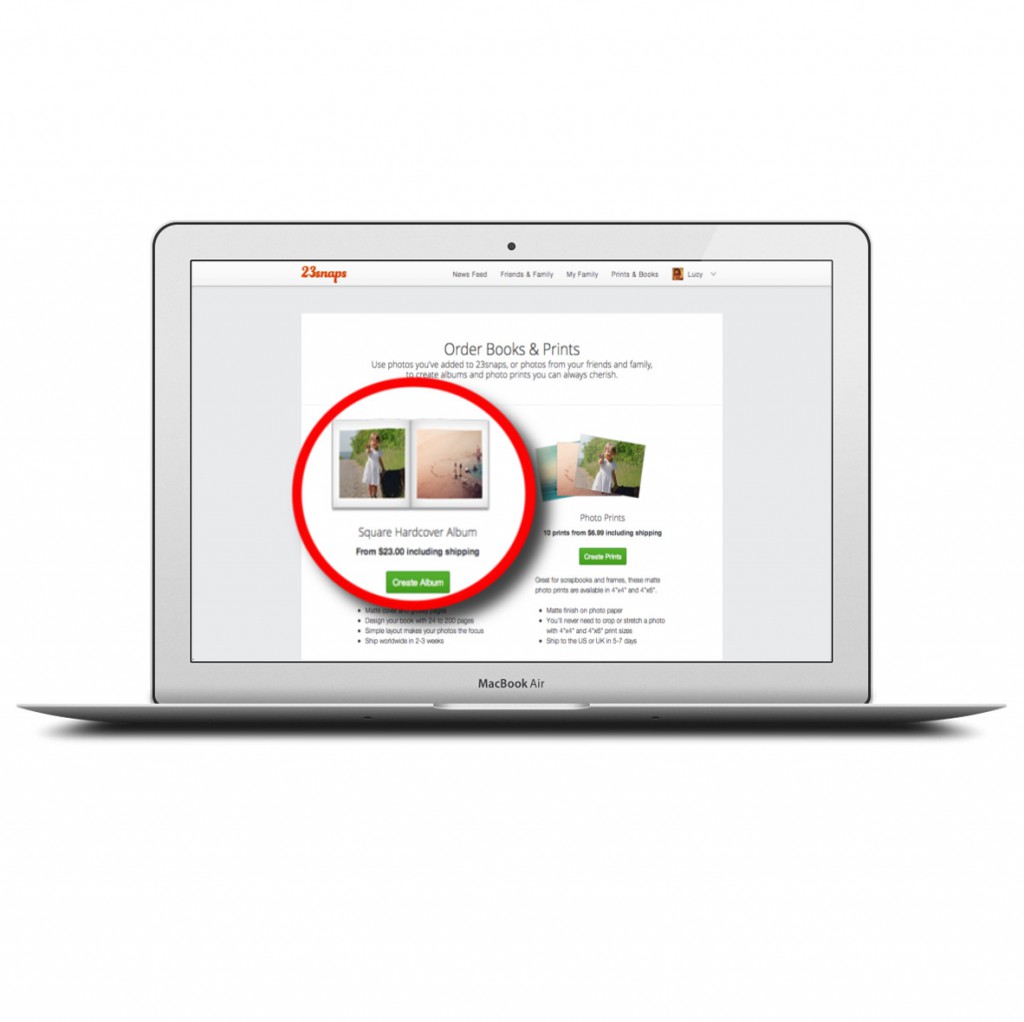 23snaps
News Feed Friends & Family My Family Prints & Books Lucy
Order Books & Prints
Use photos you've added to 23snaps, or photos from your friends and family,
to create albums and photo prints you can always cherish.
Square Hardcover Album
From $23.00 including shipping
Create Album
Matte cover and glossy pages
Design your book with 24 to 200 pages
Simple layout makes your photos the focus
Ship worldwide in 2-3 weeks
Photo Prints
10 prints from $6.99 including shipping
Create Prints
Great for scrapbooks and frames, these matte
photo prints are available in 4"x4" and 4"x6".
Matte finish on photo paper
You'll never need to crop or stretch a photo
with 4"x4" and 4"x6" print sizes
Ship to the US or UK in 5-7 days
MacBook Air